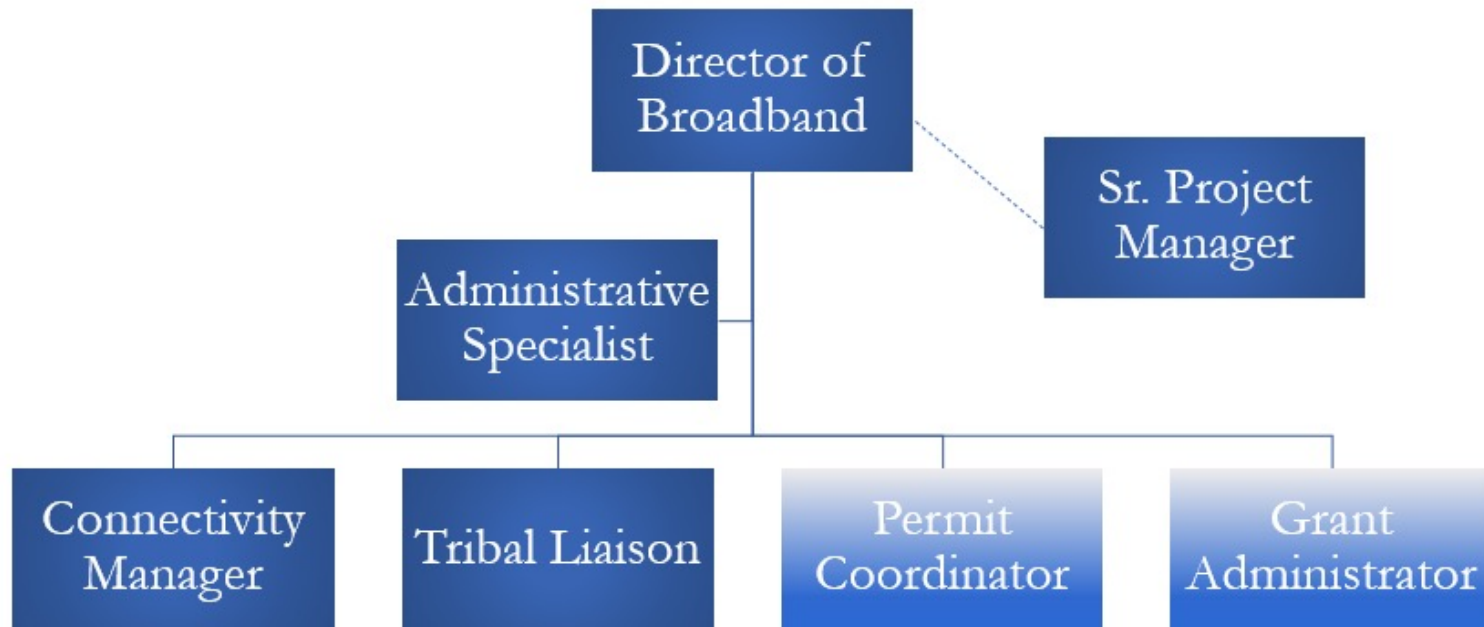 Director of
Broadband
Sr. Project
Manager
Administrative
Specialist
Connectivity
Manager
Tribal Liaison
Permit
Coordinator
Grant
Administrator